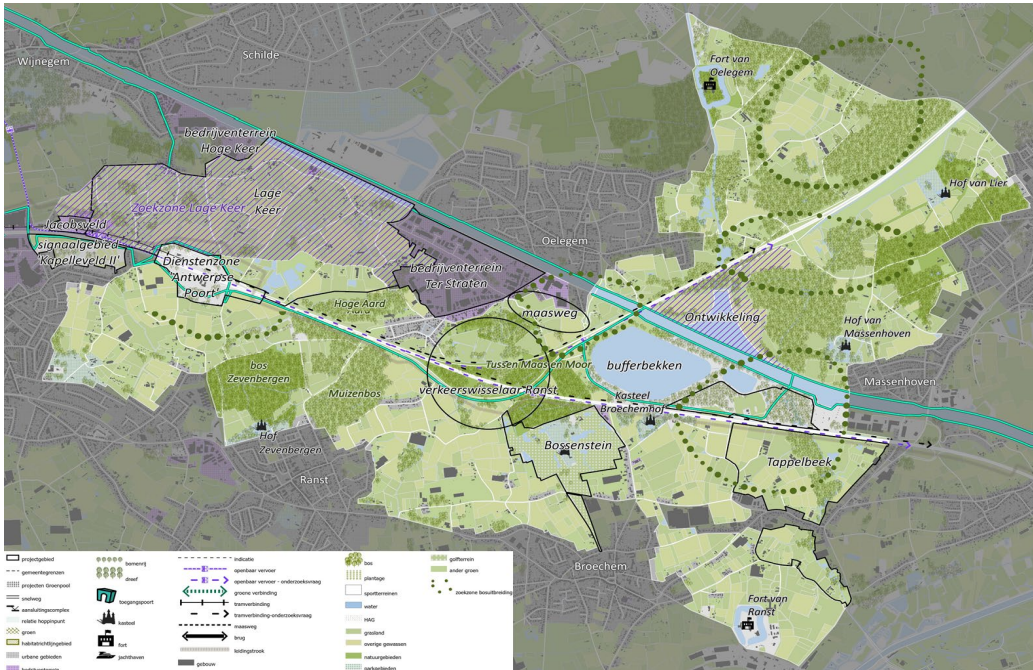 Wijnegem
Schilde
Fort van
Oelegem
bedrijventerrein
Hoge Keer
Lage
Keer
Zoekzone Lage Keer
Hof van Lier
Jacobsveld
signaalgebied
'Kapelleveld II'
Dienstenzone
'Antwerpse
Poort'
Oelegem
bedrijventerrein
Ter Straten
Hoge Aard
maasweg
Ontwikkeling
Hof van
Massenhoven
bos
Zevenbergen
Muizenbos
Tussen Maas en Moor
verkeerswisselaar Ranst
bufferbekken
Massenhoven
Kasteel
Broechemhof
Hof
Zevenbergen
Bossenstein
Tappelbeek
Ranst
Broechem
Fort van
Ranst
projectgebied
gemeentegrenzen
projecten Groenpool
snelweg
aansluitingscomplex
relatie hoppinpunt
groen
habitatrichtlijngebied
urbane gebieden
bedrijventerrein
bomenrij
dreef
toegangspoort
kasteel
fort
jachthaven
indicatie
openbaar vervoer
openbaar vervoer - onderzoeksvraag
groene verbinding
tramverbinding
tramverbinding-onderzoeksvraag
maasweg
brug
leidingstrook
gebouw
bos
plantage
sportterreinen
water
HAG
grasland
overige gewassen
natuurgebieden
parkgebieden
golfterrein
ander groen
zoekzone bosuitbreiding